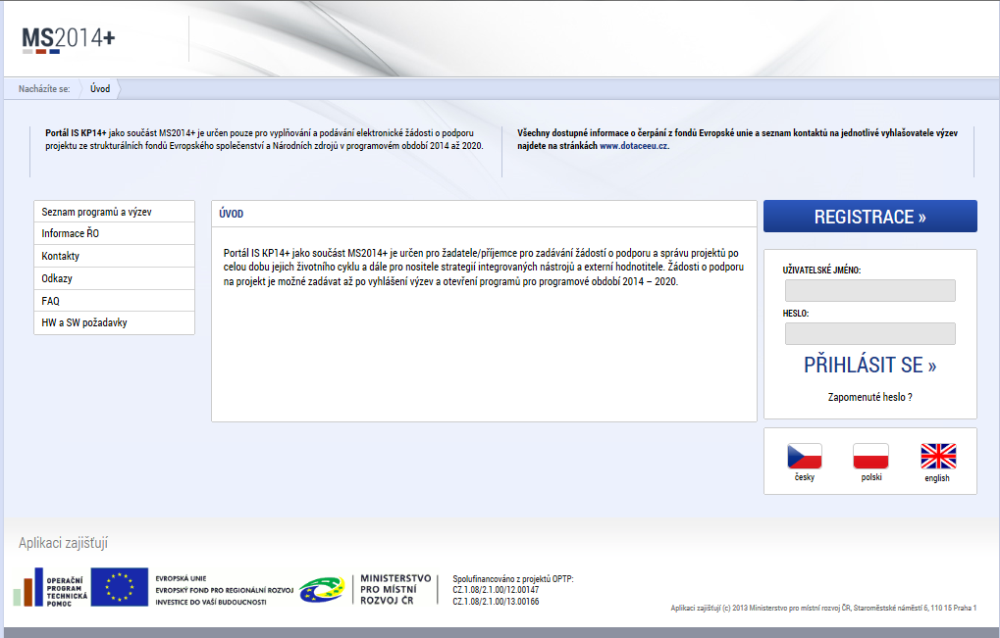 MS2014+
Nacházíte se:
Úvod
Portál IS KP14+ jako součást MS2014+ je určen pouze pro vyplňování a podávání elektronické žádosti o podporu
projektu ze strukturálních fondů Evropského společenství a Národních zdrojů v programovém období 2014 až 2020.
Všechny dostupné informace o čerpání z fondů Evropské unie a seznam kontaktů na jednotlivé vyhlašovatele výzev
najdete na stránkách www.dotaceeu.cz.
Seznam programů a výzev
Informace ŘO
Kontakty
Odkazy
FAQ
HW a SW požadavky
ÚVOD
Portál IS KP14+ jako součást MS2014+ je určen pro žadatele/příjemce pro zadávání žádostí o podporu a správu projektů po
celou dobu jejich životního cyklu a dále pro nositele strategií integrovaných nástrojů a externí hodnotitele. Žádosti o podporu
na projekt je možné zadávat až po vyhlášení výzev a otevření programů pro programové období 2014 – 2020.
REGISTRACE »
UŽIVATELSKÉ JMÉNO:
HESLO:
PŘIHLÁSIT SE »
Zapomenuté heslo ?
česky
polski
english
Aplikaci zajišťují
OPERAČNÍ
PROGRAM
TECHNICKÁ
POMOC
EVROPSKÁ UNIE
EVROPSKÝ FOND PRO REGIONÁLNÍ ROZVOJ
INVESTICE DO VAŠÍ BUDOUCNOSTI
MINISTERSTVO
PRO MÍSTNÍ
ROZVOJ ČR
Spolufinancováno z projektů OPTP:
CZ.1.08/2.1.00/12.00147
CZ.1.08/2.1.00/13.00166
Aplikaci zajišťují (c) 2013 Ministerstvo pro místní rozvoj ČR, Staroměstské náměstí 6, 110 15 Praha 1